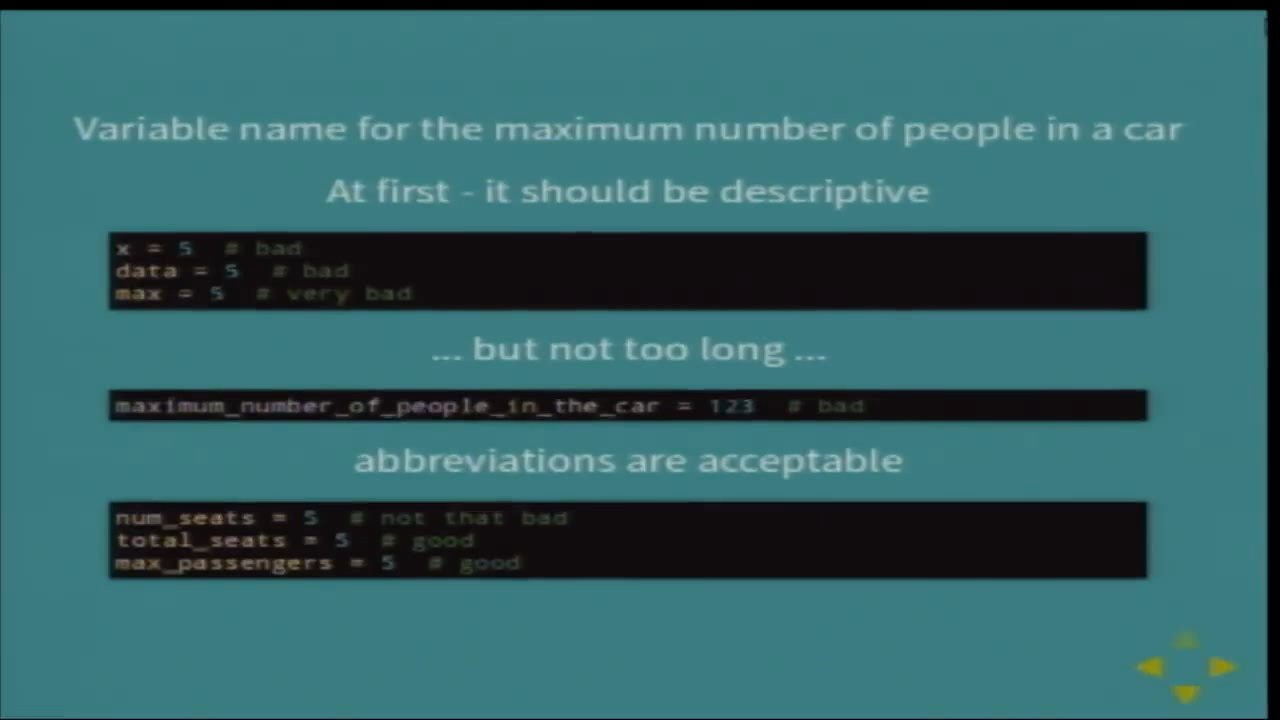 Variable name for the maximum number of people in a car
At first - it should be descriptive
x = 5  # bad
data = 5  # bad
max = 5  # very bad
... but not too long ...
maximum_number_of_people_in_the_car = 123  # bad
abbreviations are acceptable
num_seats = 5  # not that bad
total_seats = 5  # good
max_passengers = 5  # good